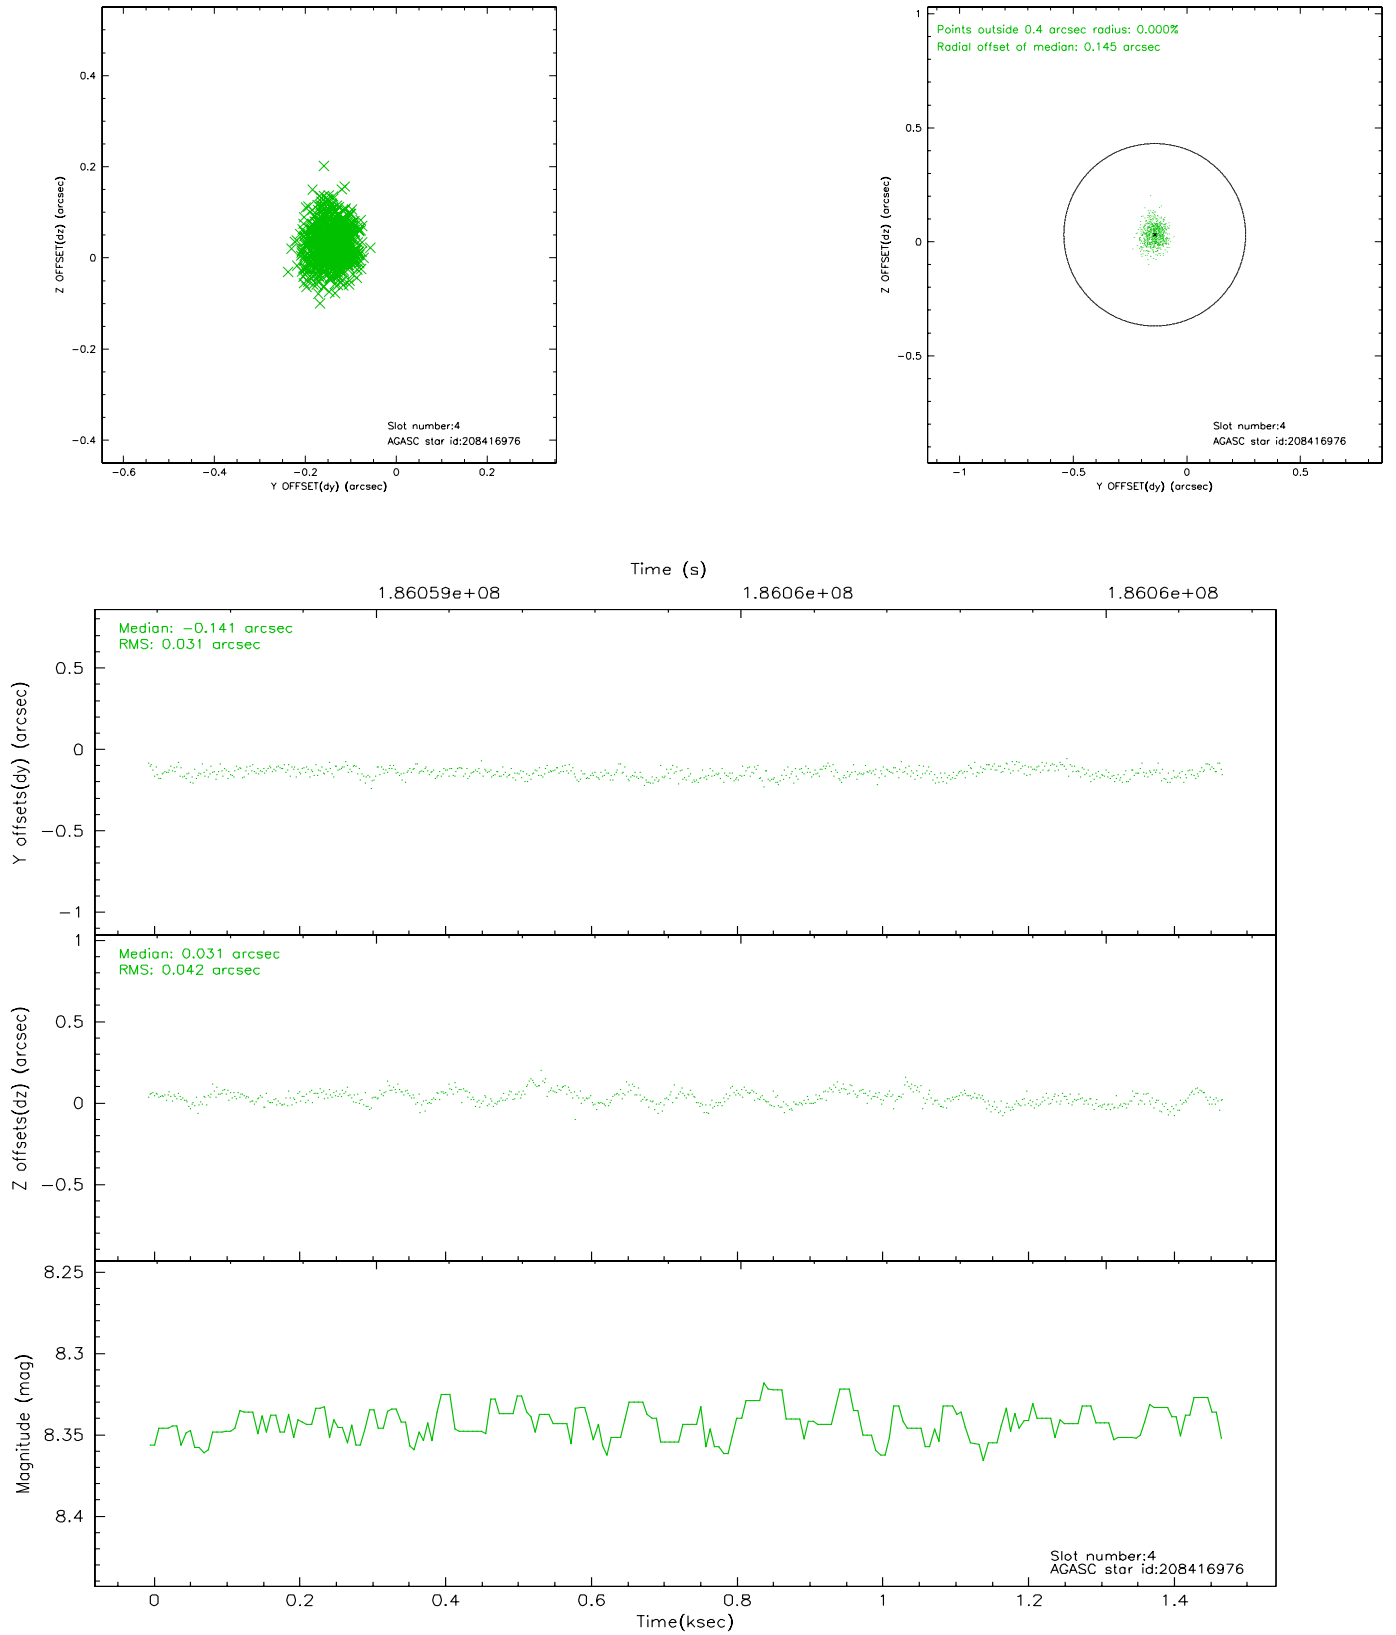 0.4
0.2
0
−0.2
−0.4
Z OFFSET(dz) (arcsec)
Slot number:4
AGASC star id:208416976
−0.6 −0.4 −0.2 0 0.2
Y OFFSET(dy) (arcsec)
Points outside 0.4 arcsec radius: 0.000%
Radial offset of median: 0.145 arcsec
1
0.5
0
−0.5
Z OFFSET(dz) (arcsec)
Slot number:4
AGASC star id:208416976
−1 −0.5 0 0.5
Y OFFSET(dy) (arcsec)
Time (s)
1.86059e+08 1.8606e+08 1.8606e+08
Median: −0.141 arcsec
RMS: 0.031 arcsec
0.5
0
−0.5
−1
Y offsets(dy) (arcsec)
Median: 0.031 arcsec
RMS: 0.042 arcsec
1
0.5
0
−0.5
Z offsets(dz) (arcsec)
8.25
8.3
8.35
8.4
Magnitude (mag)
Slot number:4
AGASC star id:208416976
0 0.2 0.4 0.6 0.8 1 1.2 1.4
Time(ksec)